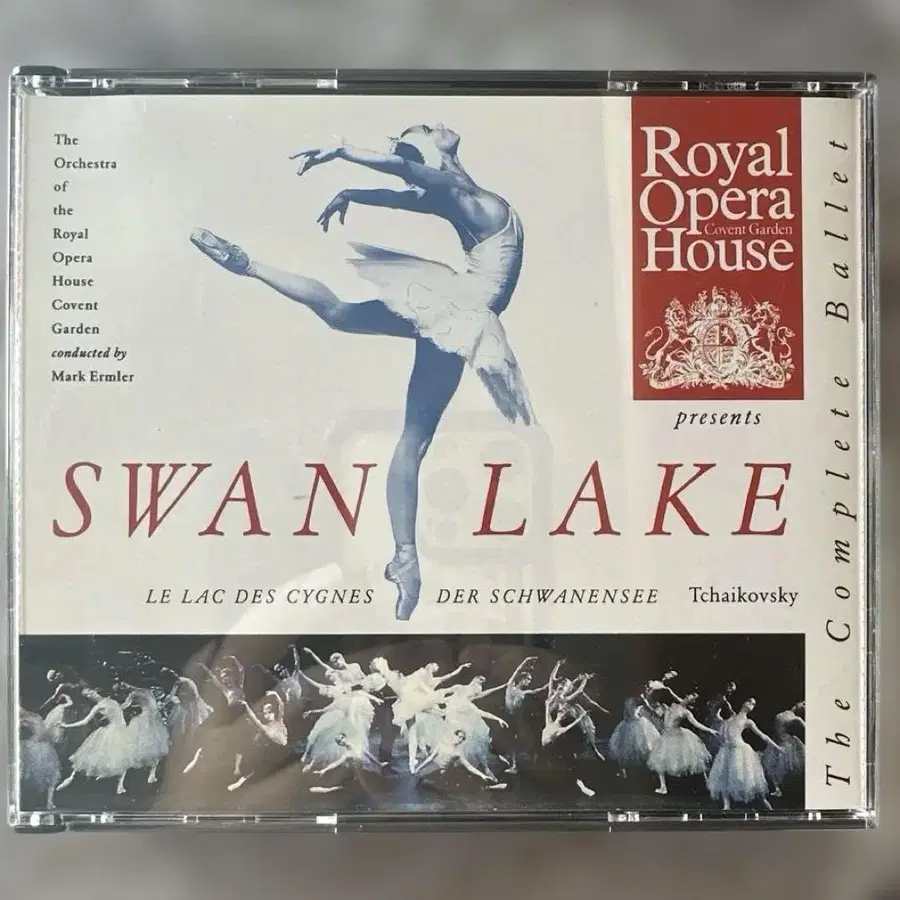 The
Orchestra
of
the
Royal
Opera
House
Covent
Garden
conducted by
Mark Ermler
Royal
Opera
Covent Garden
House
presents
SWAN LAKE
LE LAC DES CYGNES DER SCHWANENSEE Tchaikovsky
The Complete Ballet